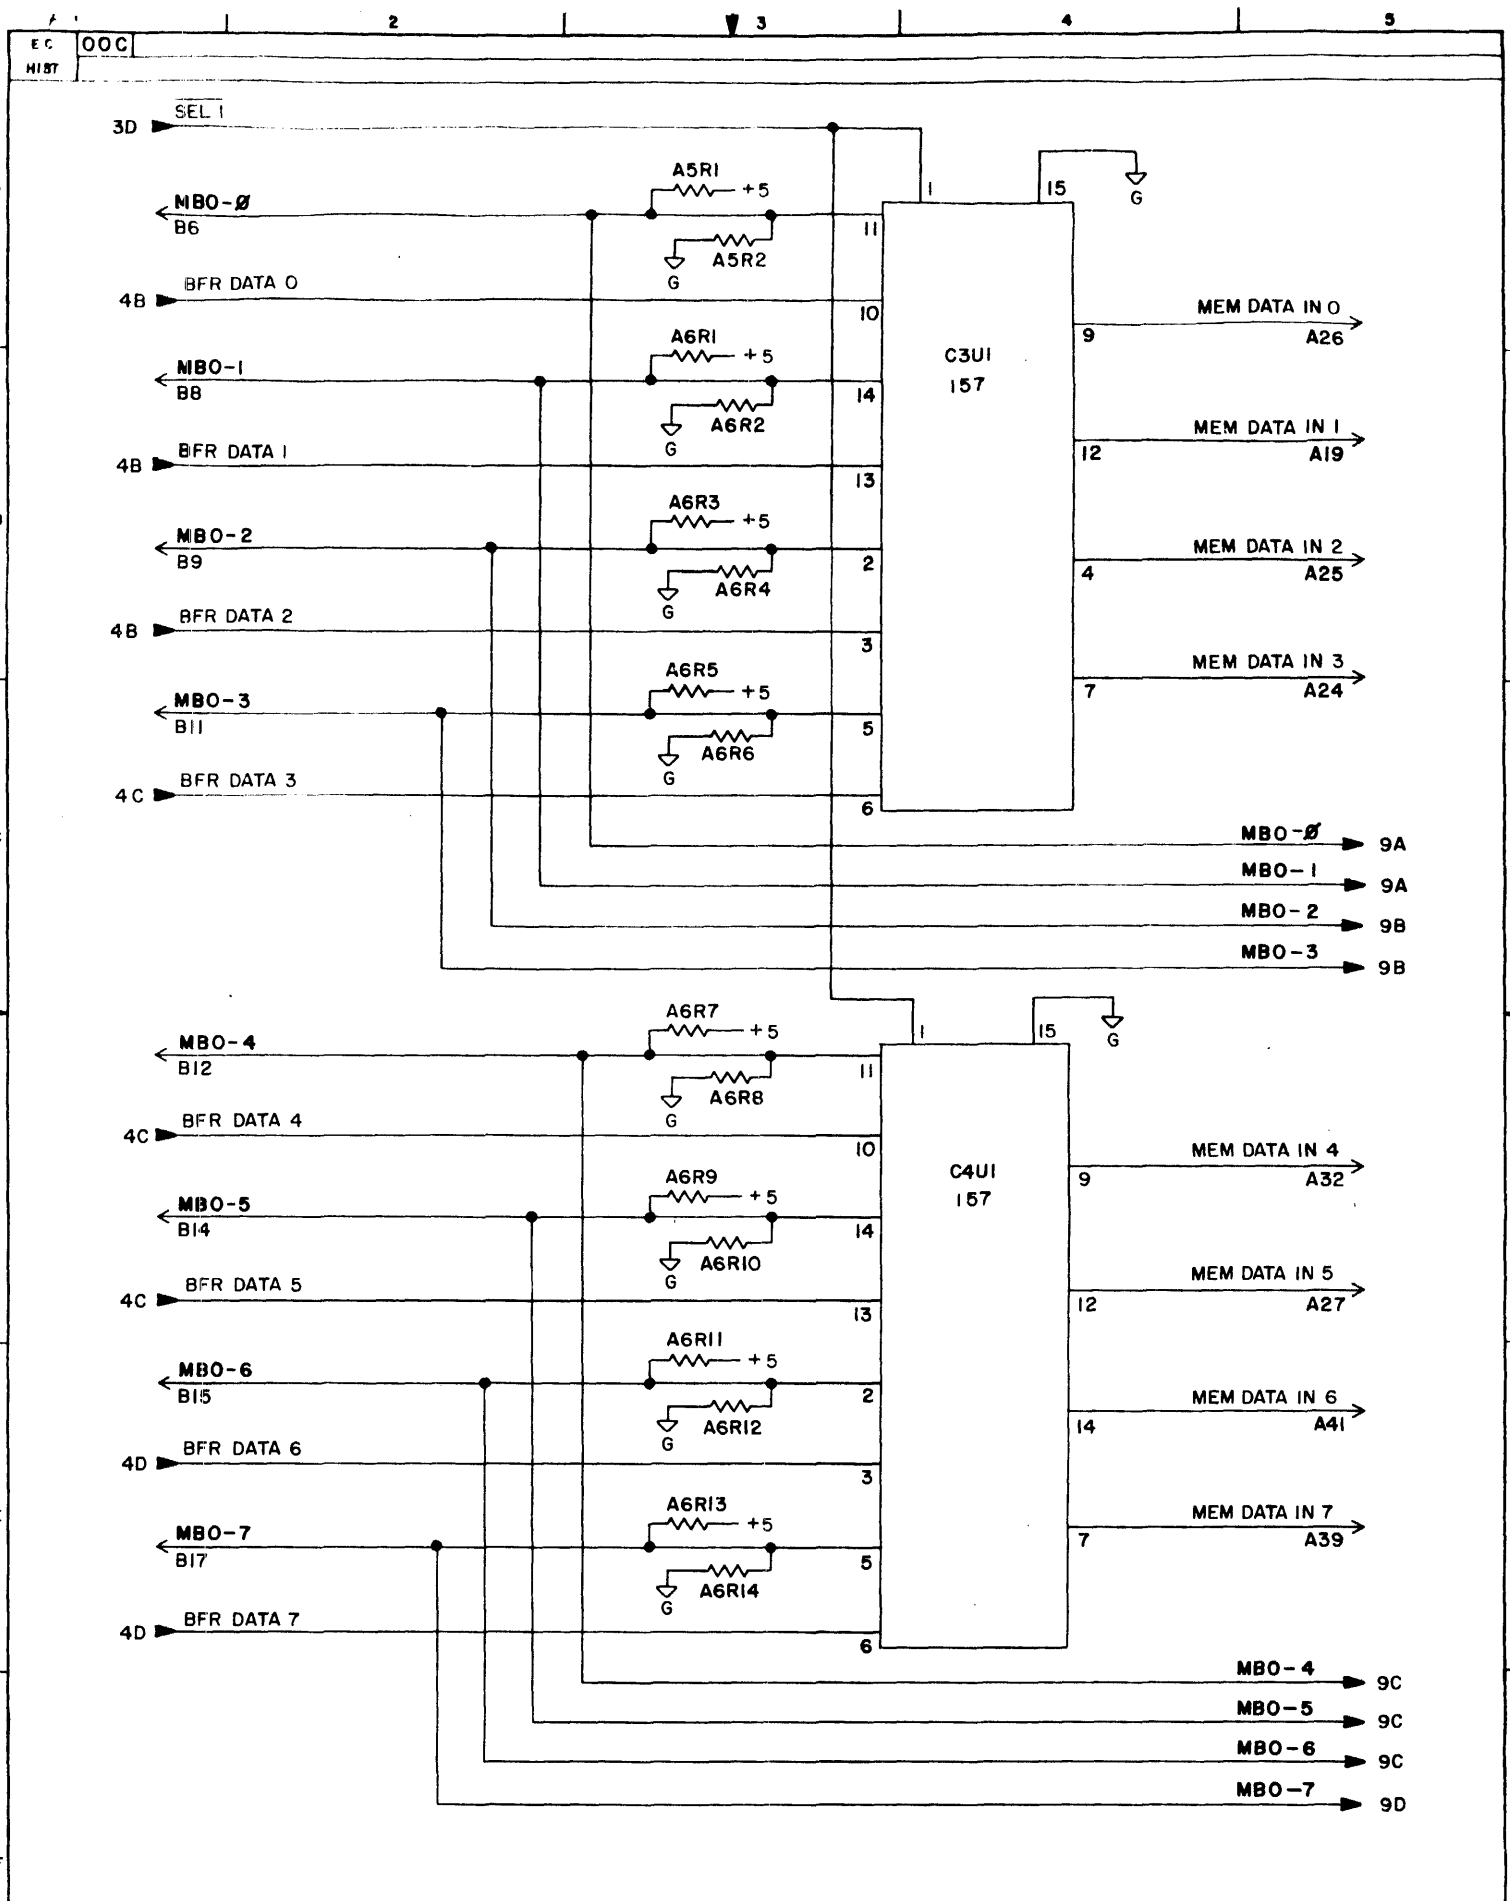 2 3 4 5
EC 00C
HIST
SEL 1
3D
A5R1
+5
1 15
G
MBO-Ø
B6
11
A5R2
G
BFR DATA 0
4B
10
MEM DATA IN 0
9
A26
A6R1
+5
C3U1
157
MBO-1
B8
14
A6R2
G
BFR DATA 1
4B
13
MEM DATA IN 1
12
A19
A6R3
+5
MBO-2
B9
2
A6R4
G
MEM DATA IN 2
4
A25
BFR DATA 2
4B
3
A6R5
+5
MEM DATA IN 3
7
A24
MBO-3
B11
5
A6R6
G
BFR DATA 3
4C
6
MBO-Ø 9A
MBO-1 9A
MBO-2 9B
MBO-3 9B
A6R7
+5
1 15
G
MBO-4
B12
11
A6R8
G
BFR DATA 4
4C
10
MEM DATA IN 4
9
A32
C4U1
157
A6R9
+5
MBO-5
B14
14
A6R10
G
BFR DATA 5
4C
13
MEM DATA IN 5
12
A27
A6R11
+5
MBO-6
B15
2
A6R12
G
MEM DATA IN 6
14
A41
BFR DATA 6
4D
3
A6R13
+5
MEM DATA IN 7
7
A39
MBO-7
B17
5
A6R14
G
BFR DATA 7
4D
6
MBO-4 9C
MBO-5 9C
MBO-6 9C
MBO-7 9D